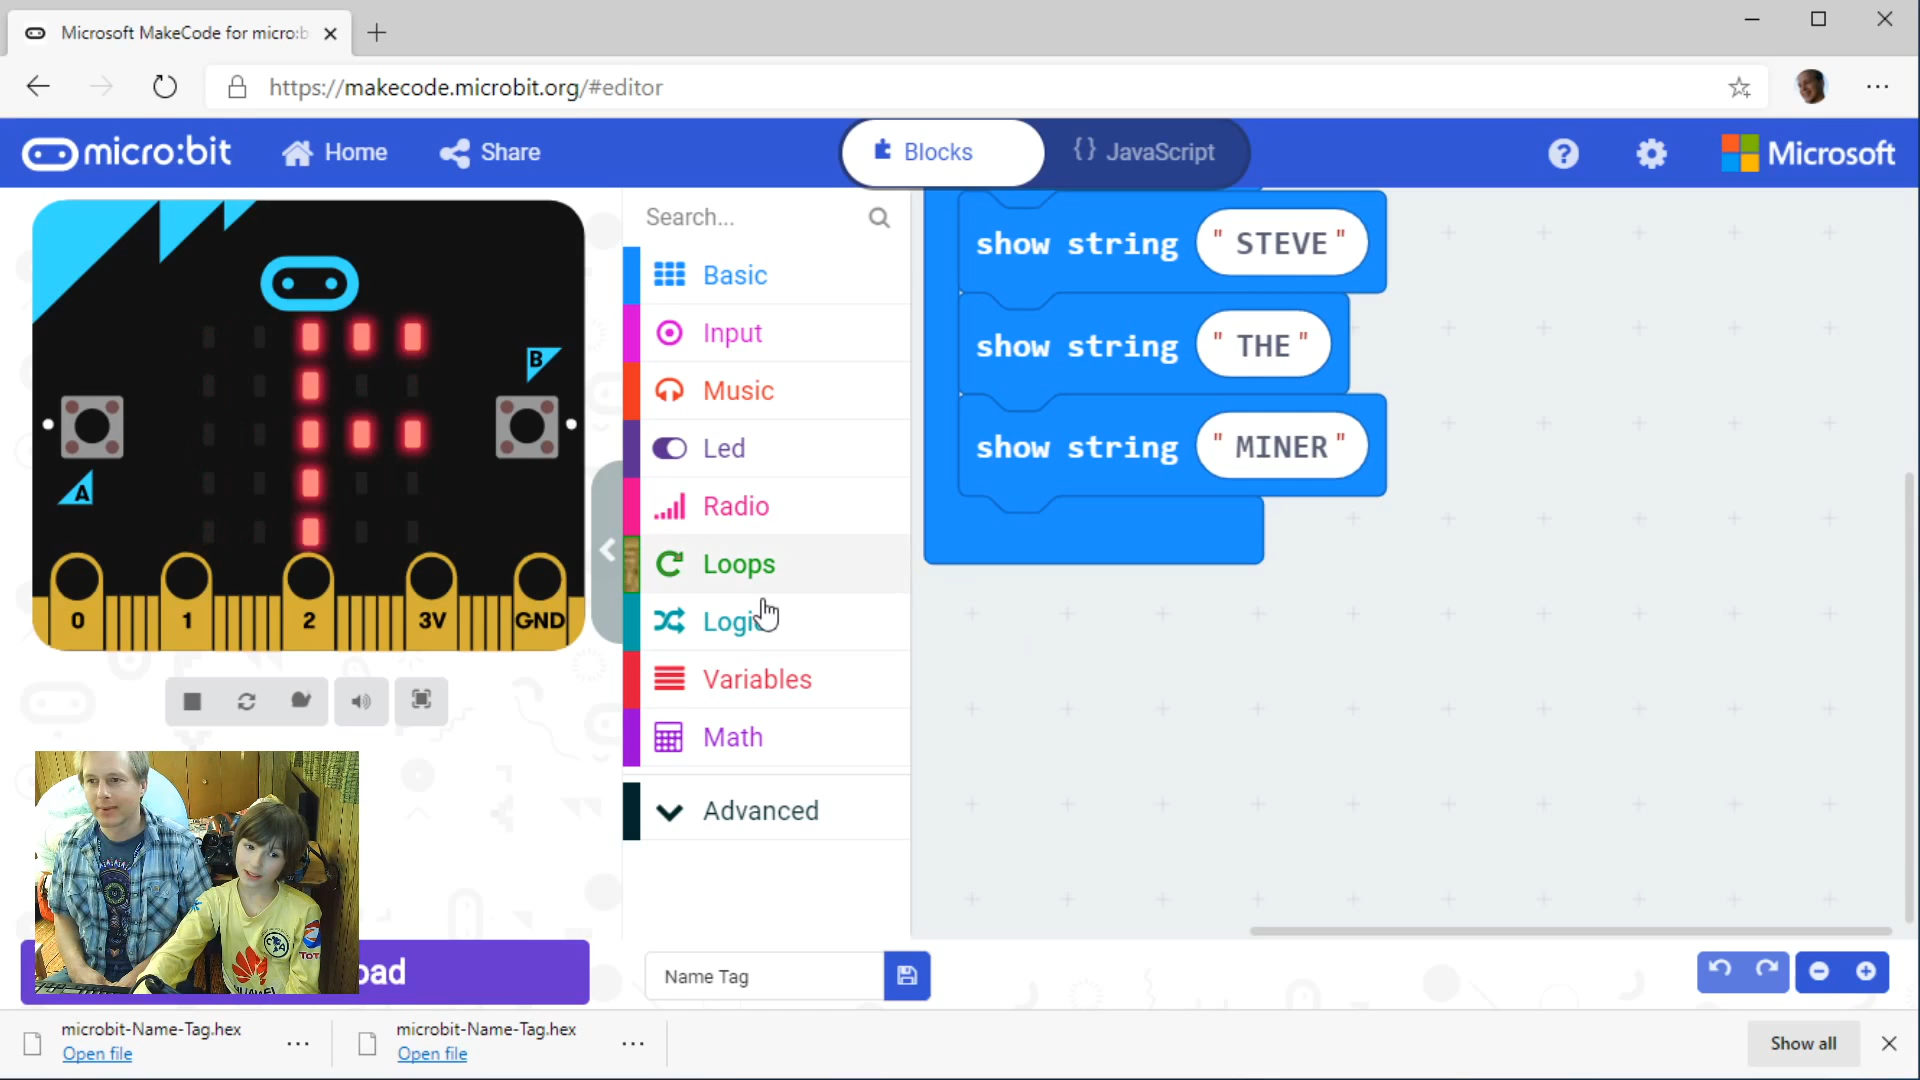 Microsoft MakeCode for micro:b
https://makecode.microbit.org/#editor
micro:bit
Home
Share
Blocks
{} JavaScript
?
Microsoft
Search...
Basic
Input
Music
Led
Radio
Loops
Logic
Variables
Math
Advanced
show string " STEVE "
show string " THE "
show string " MINER "
B
A
0 1 2 3V GND
oad
Name Tag
microbit-Name-Tag.hex
Open file
microbit-Name-Tag.hex
Open file
Show all